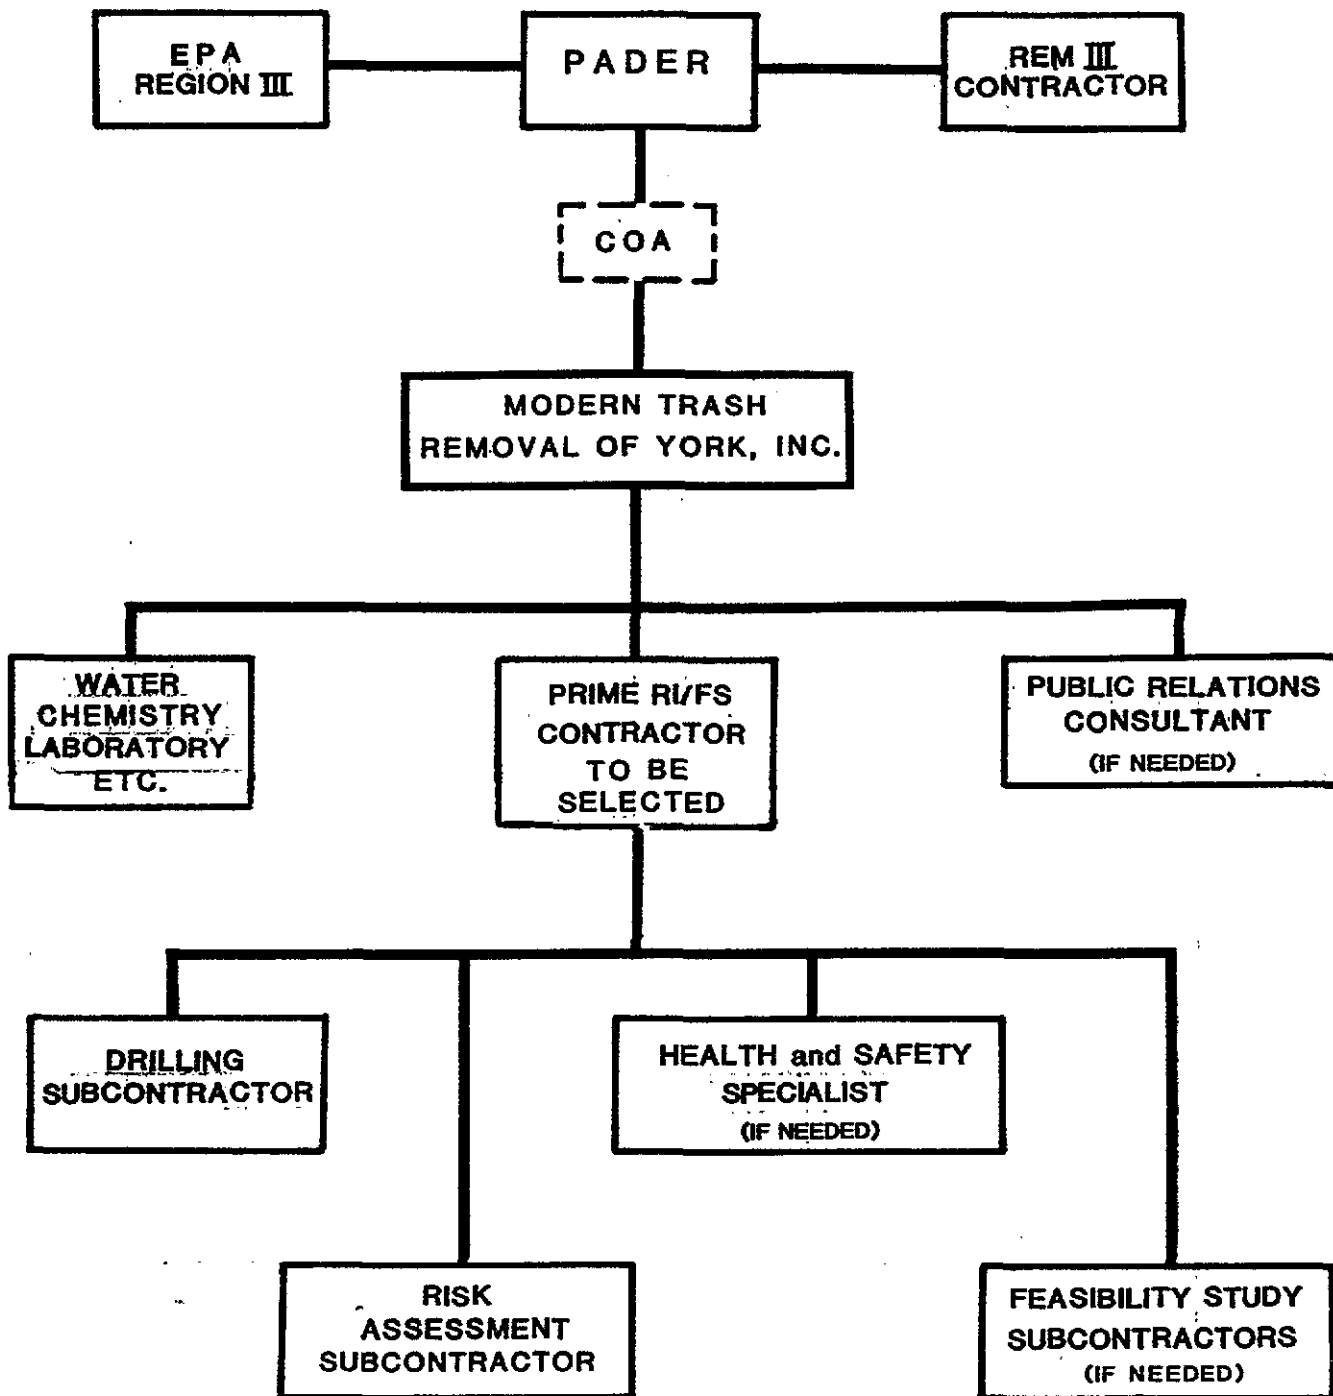 EPA
REGION III
PADER
REM III
CONTRACTOR
COA
MODERN TRASH
REMOVAL OF YORK, INC.
WATER
CHEMISTRY
LABORATORY
ETC.
PRIME RI/FS
CONTRACTOR
TO BE
SELECTED
PUBLIC RELATIONS
CONSULTANT
(IF NEEDED)
DRILLING
SUBCONTRACTOR
HEALTH and SAFETY
SPECIALIST
(IF NEEDED)
RISK
ASSESSMENT
SUBCONTRACTOR
FEASIBILITY STUDY
SUBCONTRACTORS
(IF NEEDED)